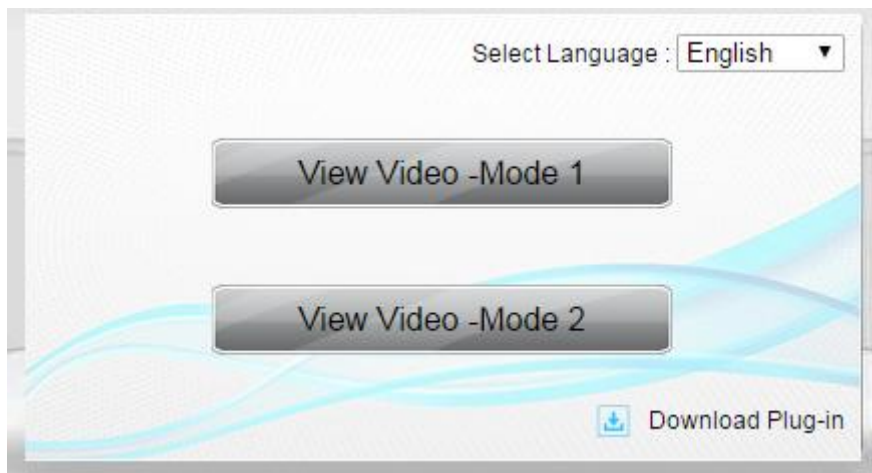 Select Language : English
View Video -Mode 1
View Video -Mode 2
Download Plug-in